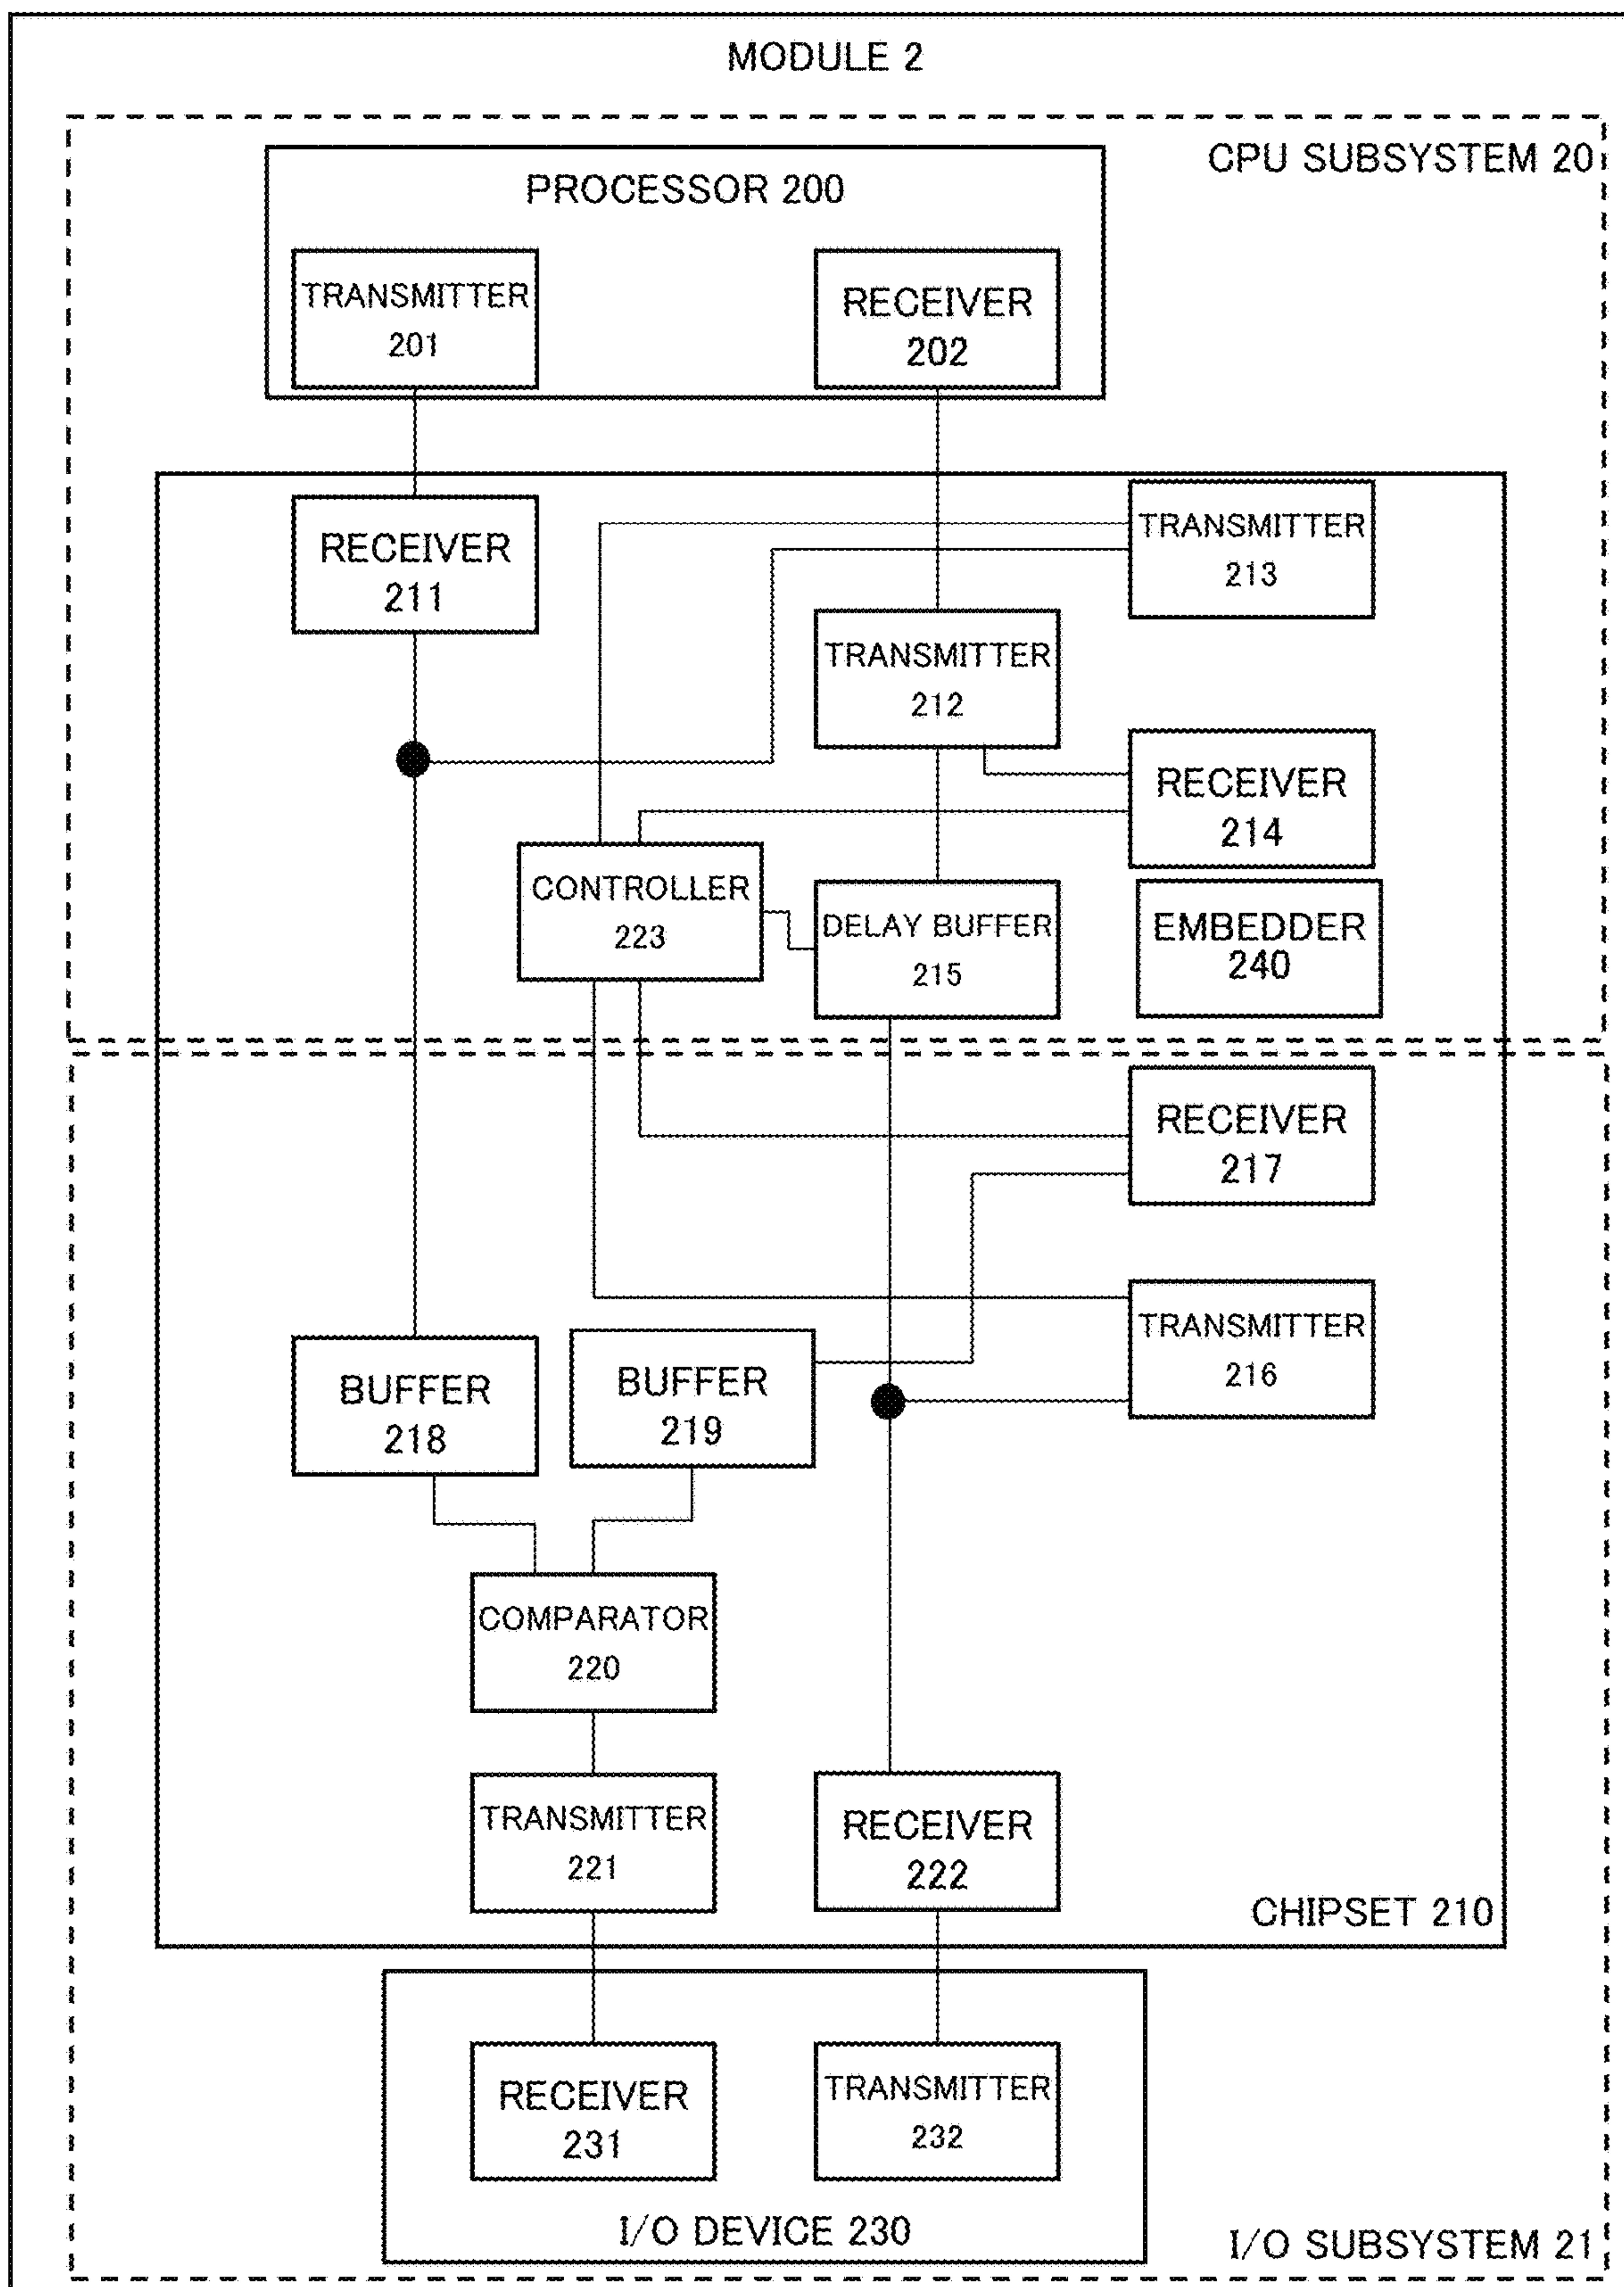 MODULE 2
CPU SUBSYSTEM 20
PROCESSOR 200
TRANSMITTER
201
RECEIVER
202
RECEIVER
211
TRANSMITTER
213
TRANSMITTER
212
RECEIVER
214
CONTROLLER
223
DELAY BUFFER
215
EMBEDDER
240
RECEIVER
217
TRANSMITTER
216
BUFFER
218
BUFFER
219
COMPARATOR
220
TRANSMITTER
221
RECEIVER
222
CHIPSET 210
RECEIVER
231
TRANSMITTER
232
I/O DEVICE 230
I/O SUBSYSTEM 21